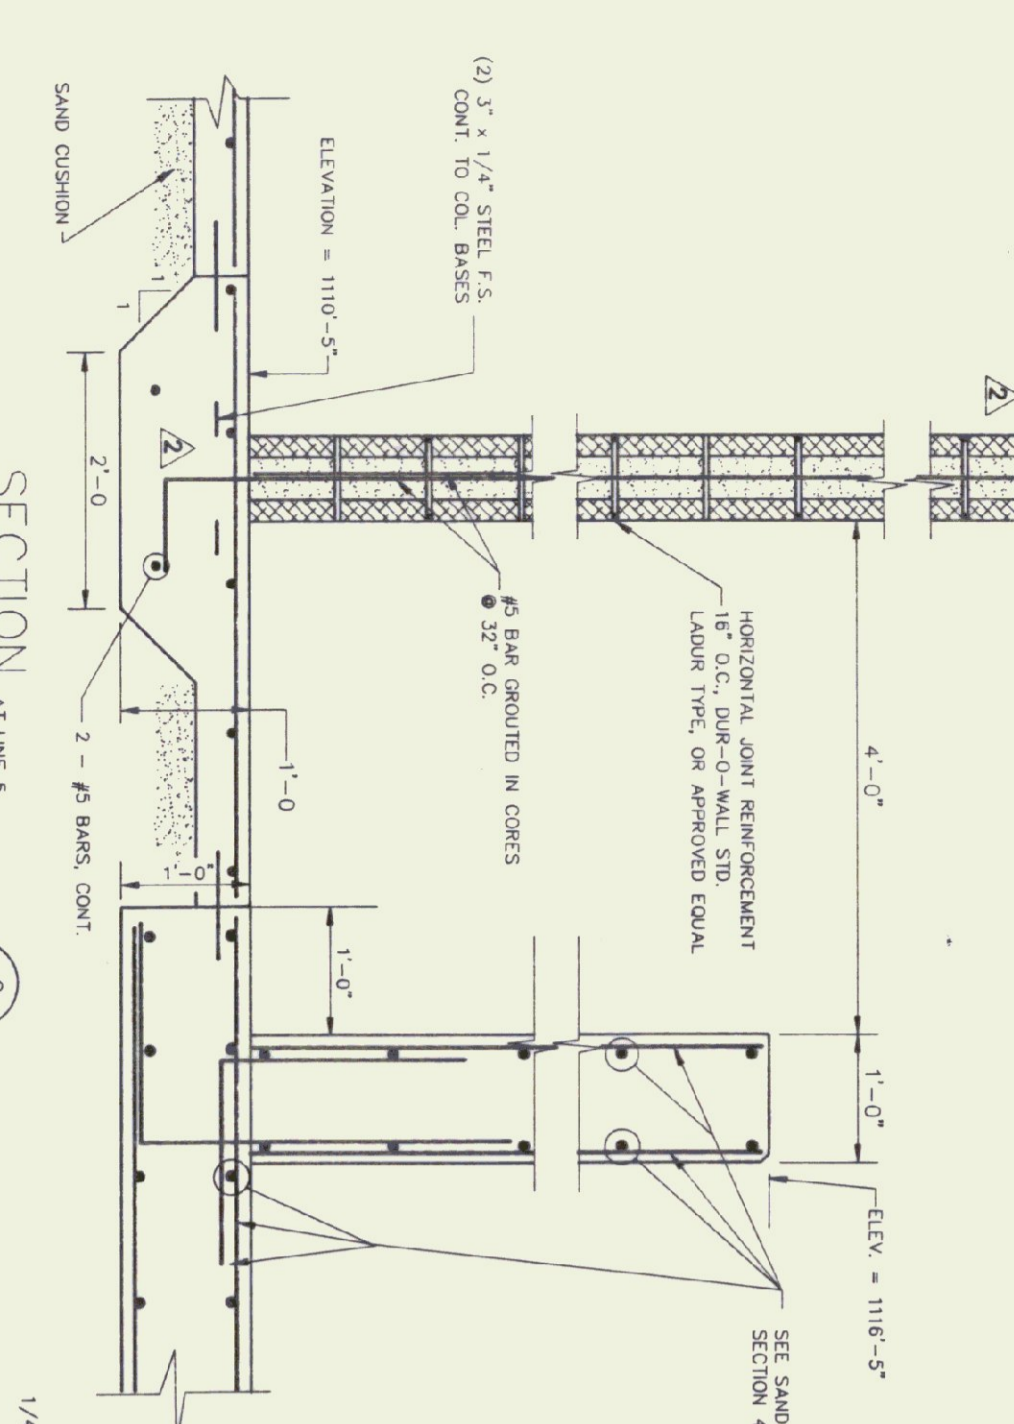 2
ELEV. = 1116'-5"
4'-0"
1'-0"
SEE SAND
SECTION 4
HORIZONTAL JOINT REINFORCEMENT
16" O.C., DUR-O-WALL STD.
LADUR TYPE, OR APPROVED EQUAL
(2) 3" x 1/4" STEEL F.S.
CONT. TO COL. BASES
#5 BAR GROUTED IN CORES
@ 32" O.C.
ELEVATION = 1110'-5"
1'-0"
1'-0
1'-0"
2
1
1
2'-0
SAND CUSHION
2 - #5 BARS, CONT.
SECTION
1/4